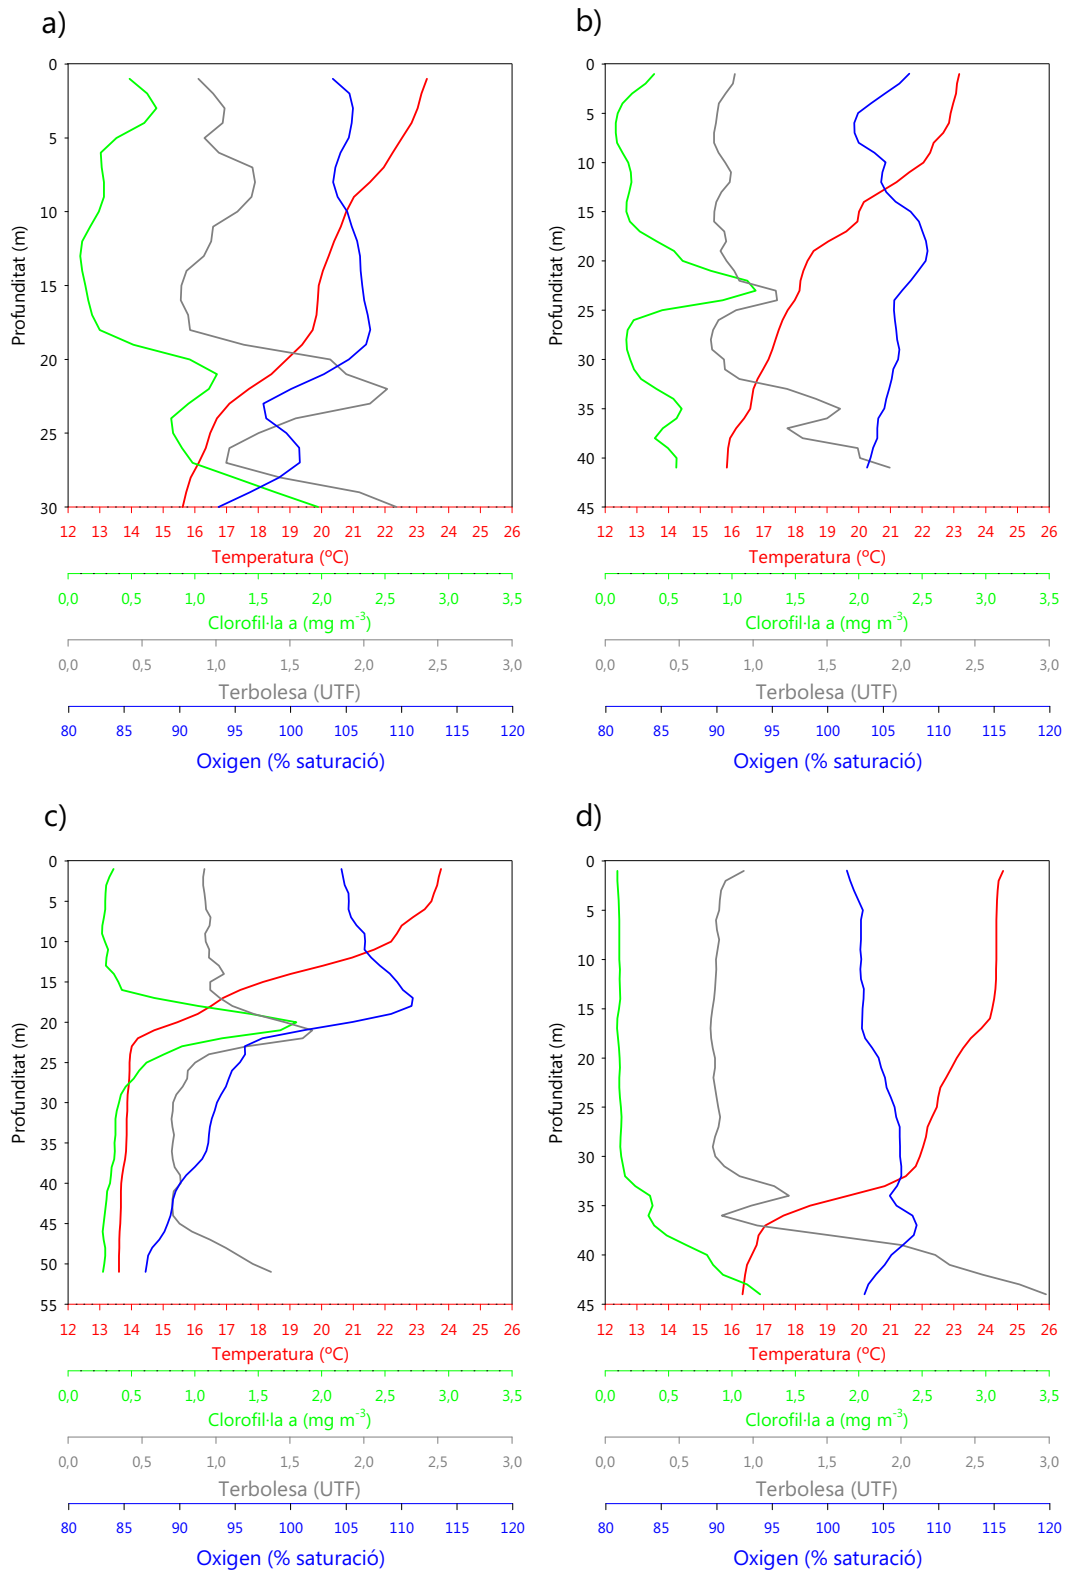 a)
0
5
10
15
20
25
30
Profunditat (m)
12 13 14 15 16 17 18 19 20 21 22 23 24 25 26
Temperatura (ºC)
0,0 0,5 1,0 1,5 2,0 2,5 3,0 3,5
Clorofil·la a (mg m⁻³)
0,0 0,5 1,0 1,5 2,0 2,5 3,0
Terbolesa (UTF)
80 85 90 95 100 105 110 115 120
Oxigen (% saturació)
b)
0
5
10
15
20
25
30
35
40
45
Profunditat (m)
12 13 14 15 16 17 18 19 20 21 22 23 24 25 26
Temperatura (ºC)
0,0 0,5 1,0 1,5 2,0 2,5 3,0 3,5
Clorofil·la a (mg m⁻³)
0,0 0,5 1,0 1,5 2,0 2,5 3,0
Terbolesa (UTF)
80 85 90 95 100 105 110 115 120
Oxigen (% saturació)
c)
0
5
10
15
20
25
30
35
40
45
50
55
Profunditat (m)
12 13 14 15 16 17 18 19 20 21 22 23 24 25 26
Temperatura (ºC)
0,0 0,5 1,0 1,5 2,0 2,5 3,0 3,5
Clorofil·la a (mg m⁻³)
0,0 0,5 1,0 1,5 2,0 2,5 3,0
Terbolesa (UTF)
80 85 90 95 100 105 110 115 120
Oxigen (% saturació)
d)
0
5
10
15
20
25
30
35
40
45
Profunditat (m)
12 13 14 15 16 17 18 19 20 21 22 23 24 25 26
Temperatura (ºC)
0,0 0,5 1,0 1,5 2,0 2,5 3,0 3,5
Clorofil·la a (mg m⁻³)
0,0 0,5 1,0 1,5 2,0 2,5 3,0
Terbolesa (UTF)
80 85 90 95 100 105 110 115 120
Oxigen (% saturació)